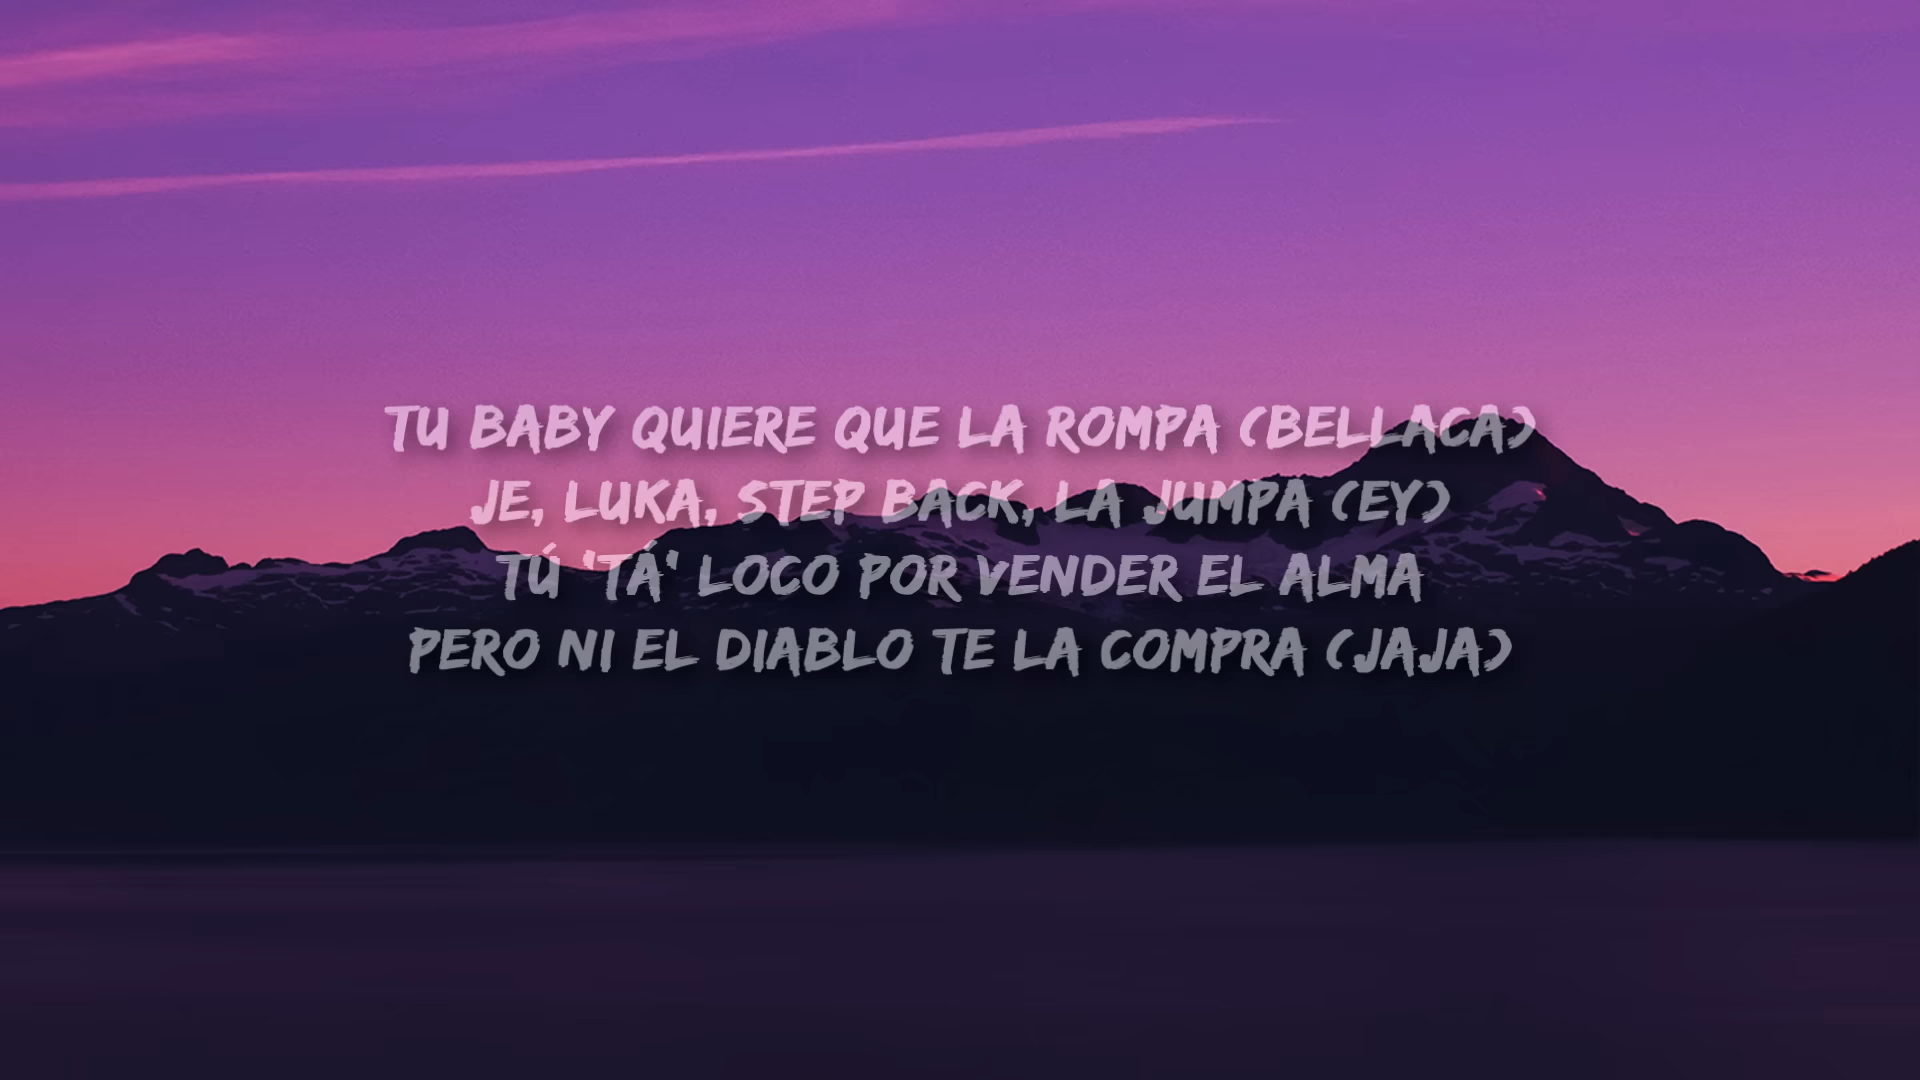 TU BABY QUIERE QUE LA ROMPA (BELLACA)
JE, LUKA, STEP BACK, LA JUMPA (EY)
TÚ 'TÁ' LOCO POR VENDER EL ALMA
PERO NI EL DIABLO TE LA COMPRA (JAJA)